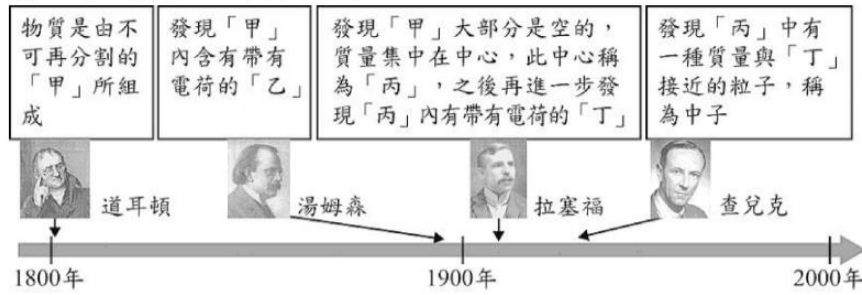 物質是由不
可再分割的
「甲」所組
成
發現「甲」
內含有帶有
電荷的「乙」
發現「甲」大部分是空的，
質量集中在中心，此中心稱
為「丙」，之後再進一步發
現「丙」內有帶有電荷的「丁」
發現「丙」中有
一種質量與「丁」
接近的粒子，稱
為中子
道耳頓
湯姆森
拉塞福
查兌克
1800年
1900年
2000年